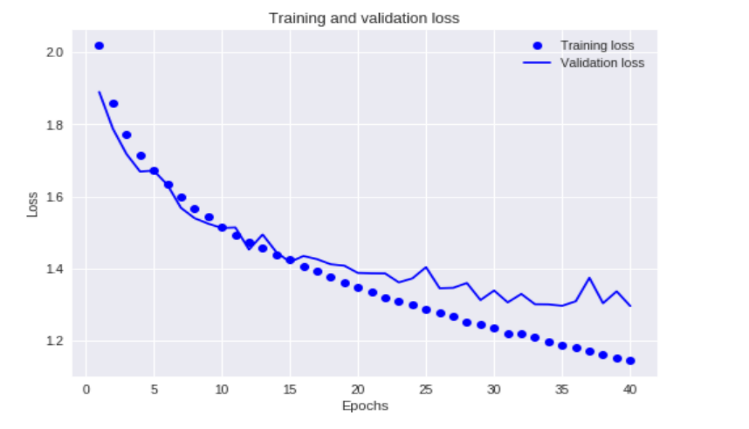 Training and validation loss
Training loss
Validation loss
2.0
1.8
1.6
1.4
1.2
Loss
0 5 10 15 20 25 30 35 40
Epochs